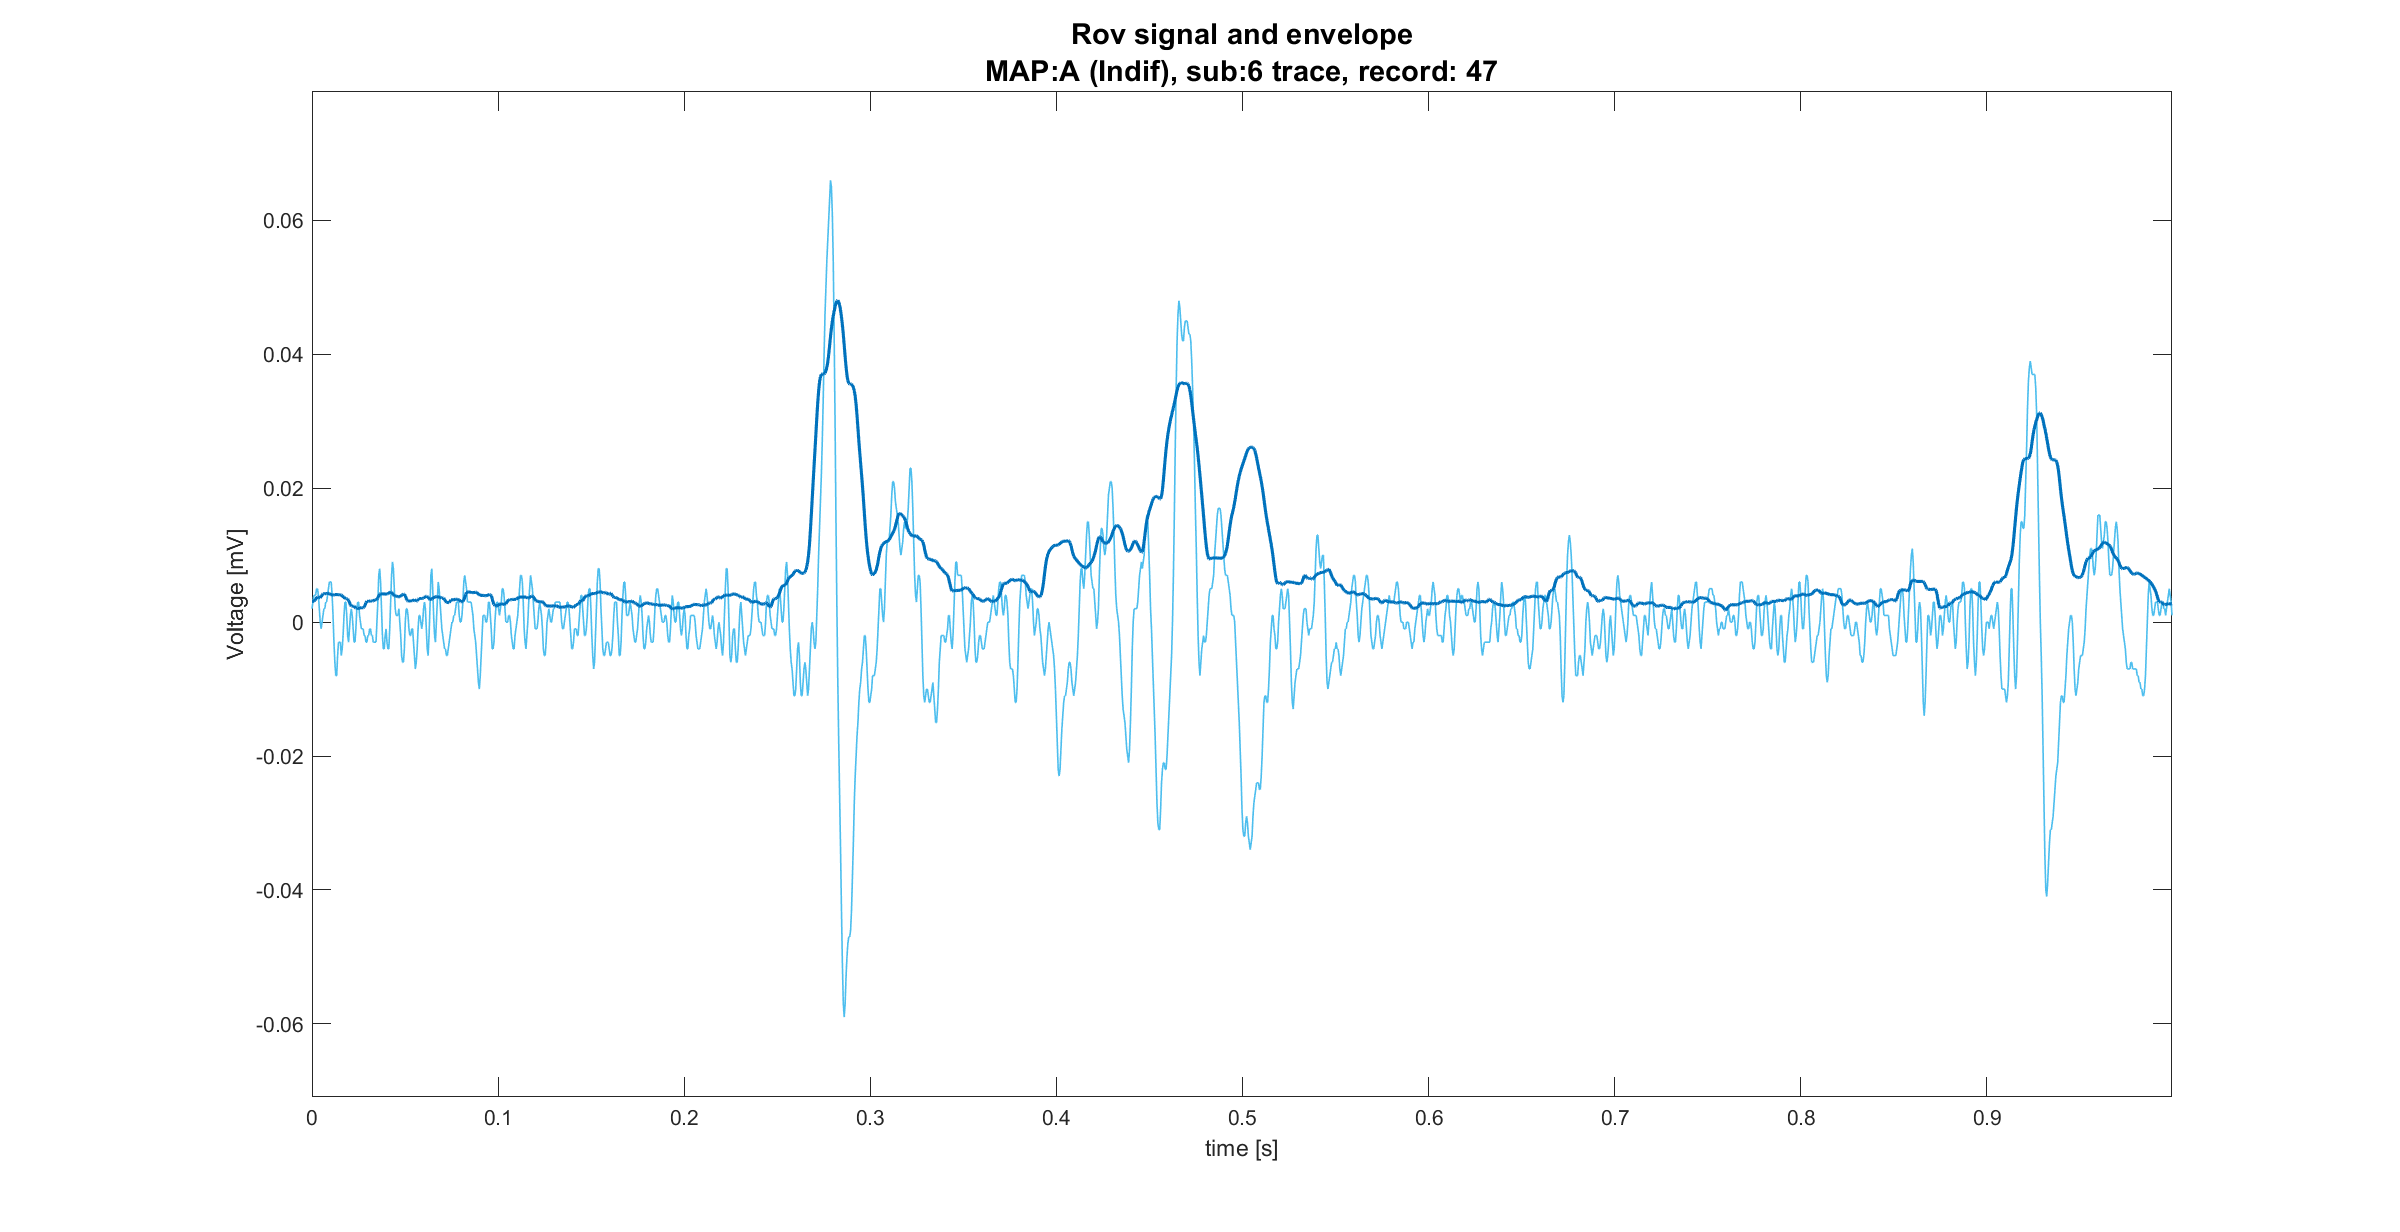 Rov signal and envelope
MAP:A (Indif), sub:6 trace, record: 47
0.06
0.04
0.02
0
-0.02
-0.04
-0.06
Voltage [mV]
0 0.1 0.2 0.3 0.4 0.5 0.6 0.7 0.8 0.9
time [s]